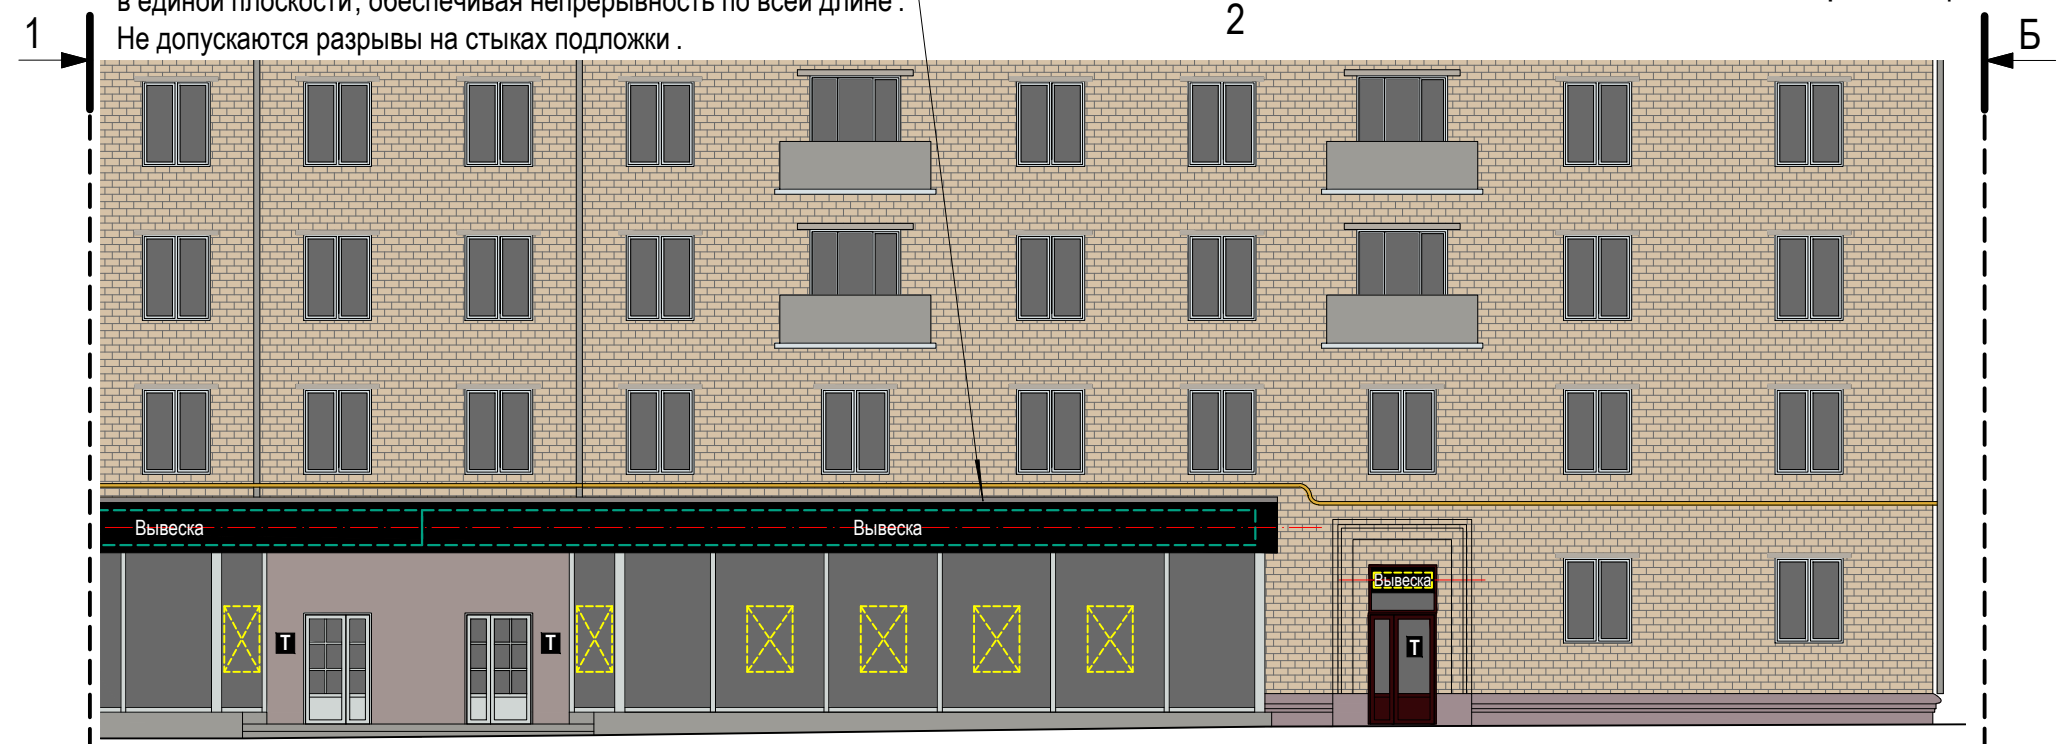 в единой плоскости, обеспечивая непрерывность по всей длине .
Не допускаются разрывы на стыках подложки .
1
2
Б
Вывеска
Вывеска
Вывеска
Т
Т
Т